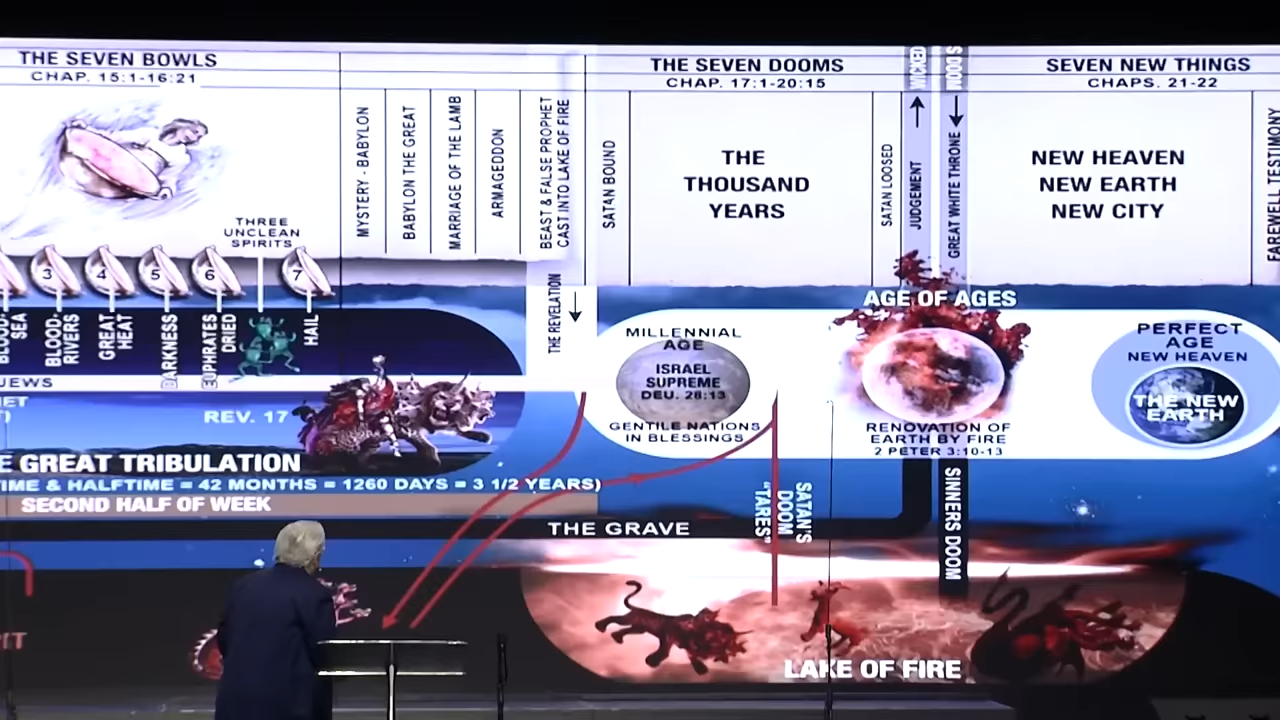 THE SEVEN BOWLS
CHAP. 15:1-16:21
THREE
UNCLEAN
SPIRITS
3
4
5
6
7
SEA
BLOOD-
RIVERS
GREAT
HEAT
DARKNESS
EUPHRATES
DRIED
HAIL
MYSTERY - BABYLON
BABYLON THE GREAT
MARRIAGE OF THE LAMB
ARMAGEDDON
BEAST & FALSE PROPHET
CAST INTO LAKE OF FIRE
THE REVELATION
THE SEVEN DOOMS
CHAP. 17:1-20:15
SATAN BOUND
THE
THOUSAND
YEARS
SATAN LOOSED
WICKED
JUDGEMENT
GOOD S
GREAT WHITE THRONE
SEVEN NEW THINGS
CHAPS. 21-22
NEW HEAVEN
NEW EARTH
NEW CITY
FAREWELL TESTIMONY
AGE OF AGES
MILLENNIAL
AGE
ISRAEL
SUPREME
DEU. 28:13
GENTILE NATIONS
IN BLESSINGS
RENOVATION OF
EARTH BY FIRE
2 PETER 3:10-13
PERFECT
AGE
NEW HEAVEN
THE NEW
EARTH
REV. 17
E GREAT TRIBULATION
TIME & HALFTIME = 42 MONTHS = 1260 DAYS = 3 1/2 YEARS)
SECOND HALF OF WEEK
THE GRAVE
SATAN'S
DOOM
"TARES"
SINNERS DOOM
LAKE OF FIRE